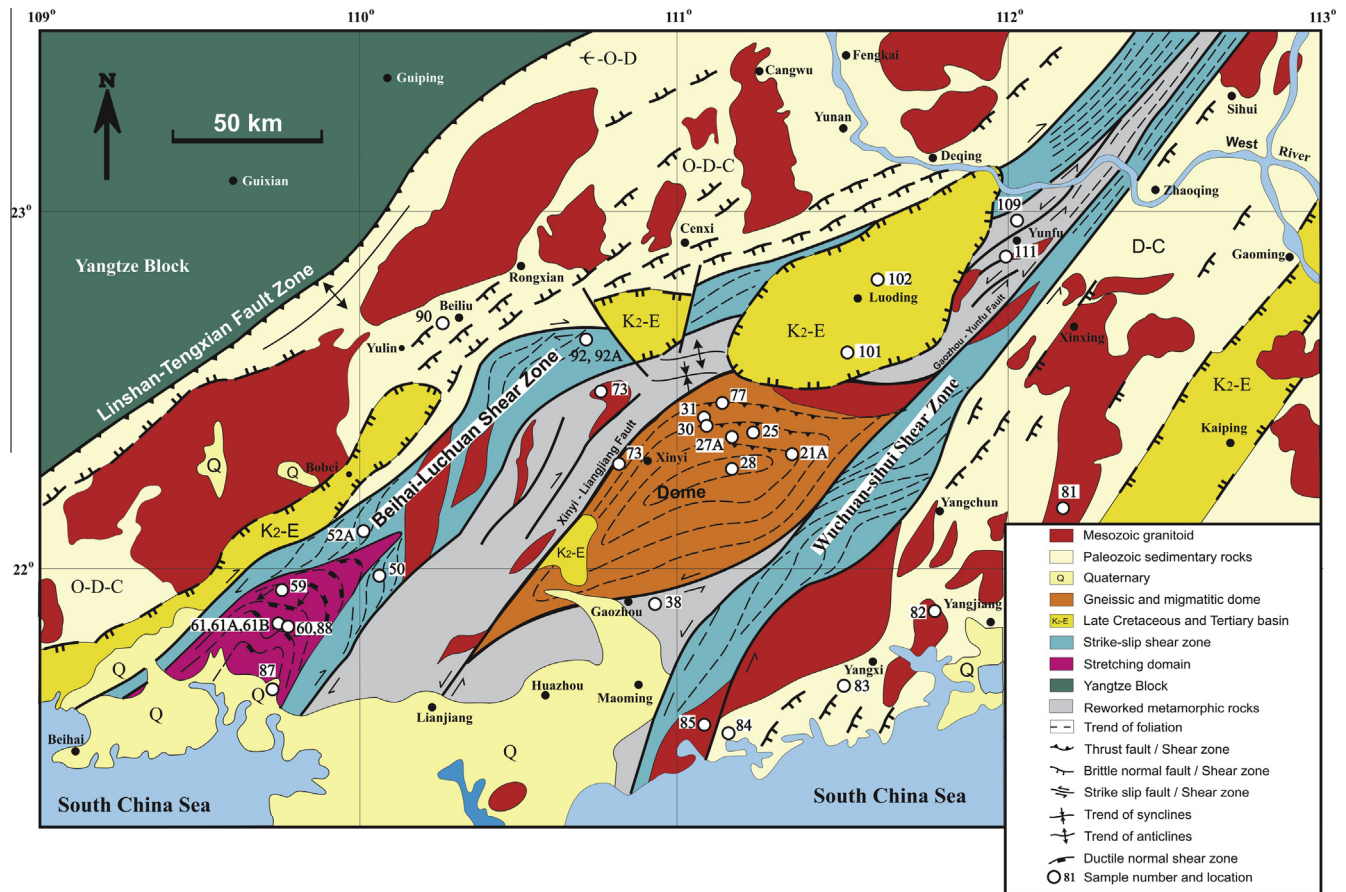 109°
110°
111°
112°
113°
N
50 km
Guiping
Guixian
Yangtze Block
Linshan-Tengxian Fault Zone
Є-O-D
Cangwu
Fengkai
Yunan
Deqing
Sihui
West River
Zhaoqing
O-D-C
23°
Cenxi
109
Yunfu
111
D-C
Gaoming
Rongxian
Beiliu
90
Yulin
K2-E
102
Luoding
K2-E
101
Gaozhou - Yunfu Fault
Xinxing
K2-E
Kaiping
92, 92A
Beihai-Luchuan Shear Zone
73
77
31
30
27A
25
21A
28
73
Xinyi
Dome
Xinyi - Liangjiang Fault
Wuchuan-sihui Shear Zone
Yangchun
81
Q
Q
Bobei
K2-E
52A
K2-E
22°
O-D-C
50
59
61,61A,61B
60,88
Gaozhou
38
82
Yangjiang
Q
87
Q
Q
Huazhou
Maoming
Lianjiang
Yangxi
83
Q
85
84
Beihai
Q
South China Sea
South China Sea
Mesozoic granitoid
Paleozoic sedimentary rocks
Q Quaternary
Gneissic and migmatitic dome
K2-E Late Cretaceous and Tertiary basin
Strike-slip shear zone
Stretching domain
Yangtze Block
Reworked metamorphic rocks
Trend of foliation
Thrust fault / Shear zone
Brittle normal fault / Shear zone
Strike slip fault / Shear zone
Trend of synclines
Trend of anticlines
Ductile normal shear zone
81 Sample number and location